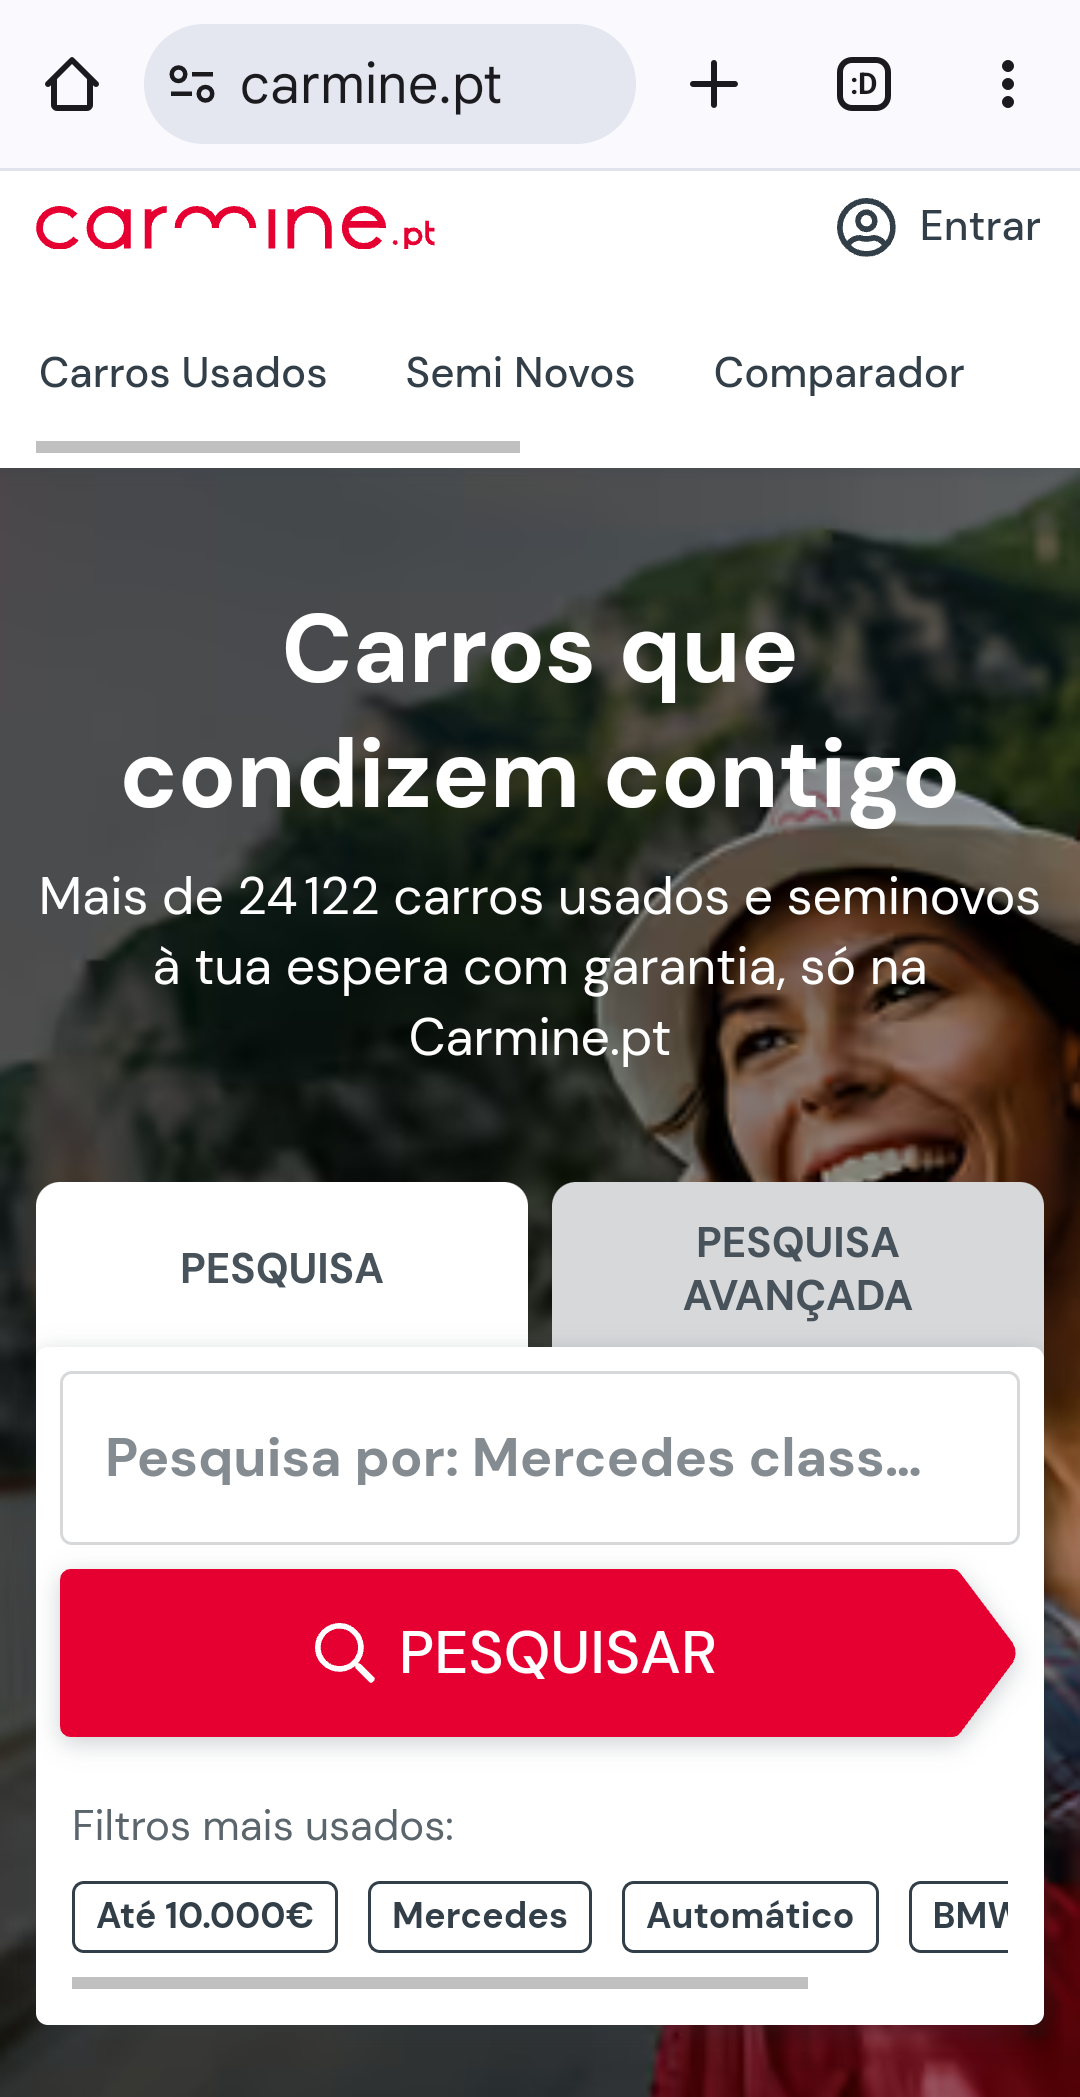 carmine.pt
:D
carmine.pt
Entrar
Carros Usados
Semi Novos
Comparador
Carros que
condizem contigo
Mais de 24 122 carros usados e seminovos
à tua espera com garantia, só na
Carmine.pt
PESQUISA
PESQUISA
AVANÇADA
Pesquisa por: Mercedes class...
PESQUISAR
Filtros mais usados:
Até 10.000€
Mercedes
Automático
BMW